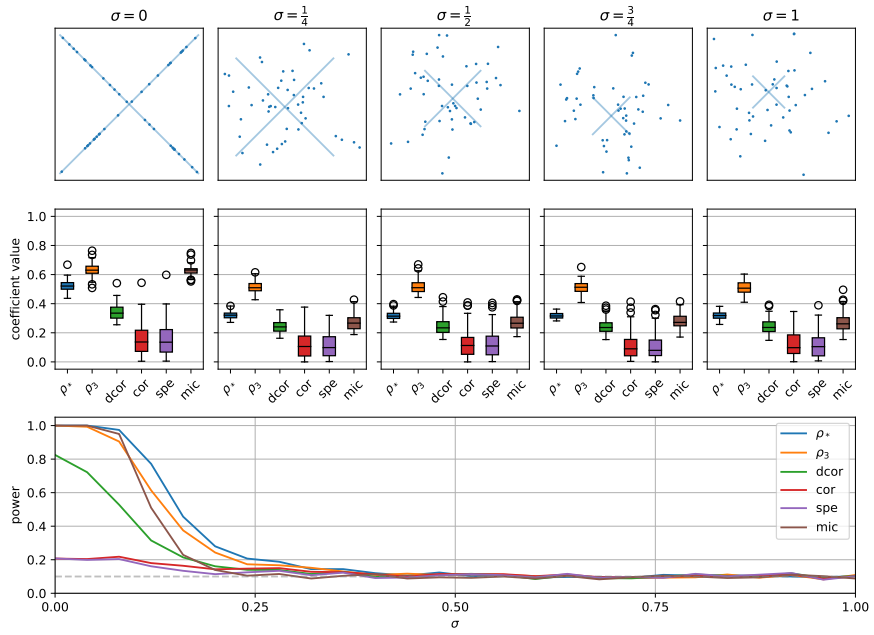 σ = 0 σ = 1/4 σ = 1/2 σ = 3/4 σ = 1
coefficient value
1.0
0.8
0.6
0.4
0.2
0.0
ρ* ρ3 dcor cor spe mic ρ* ρ3 dcor cor spe mic ρ* ρ3 dcor cor spe mic ρ* ρ3 dcor cor spe mic ρ* ρ3 dcor cor spe mic
power
1.0
0.8
0.6
0.4
0.2
0.0
ρ*
ρ3
dcor
cor
spe
mic
0.00 0.25 0.50 0.75 1.00
σ